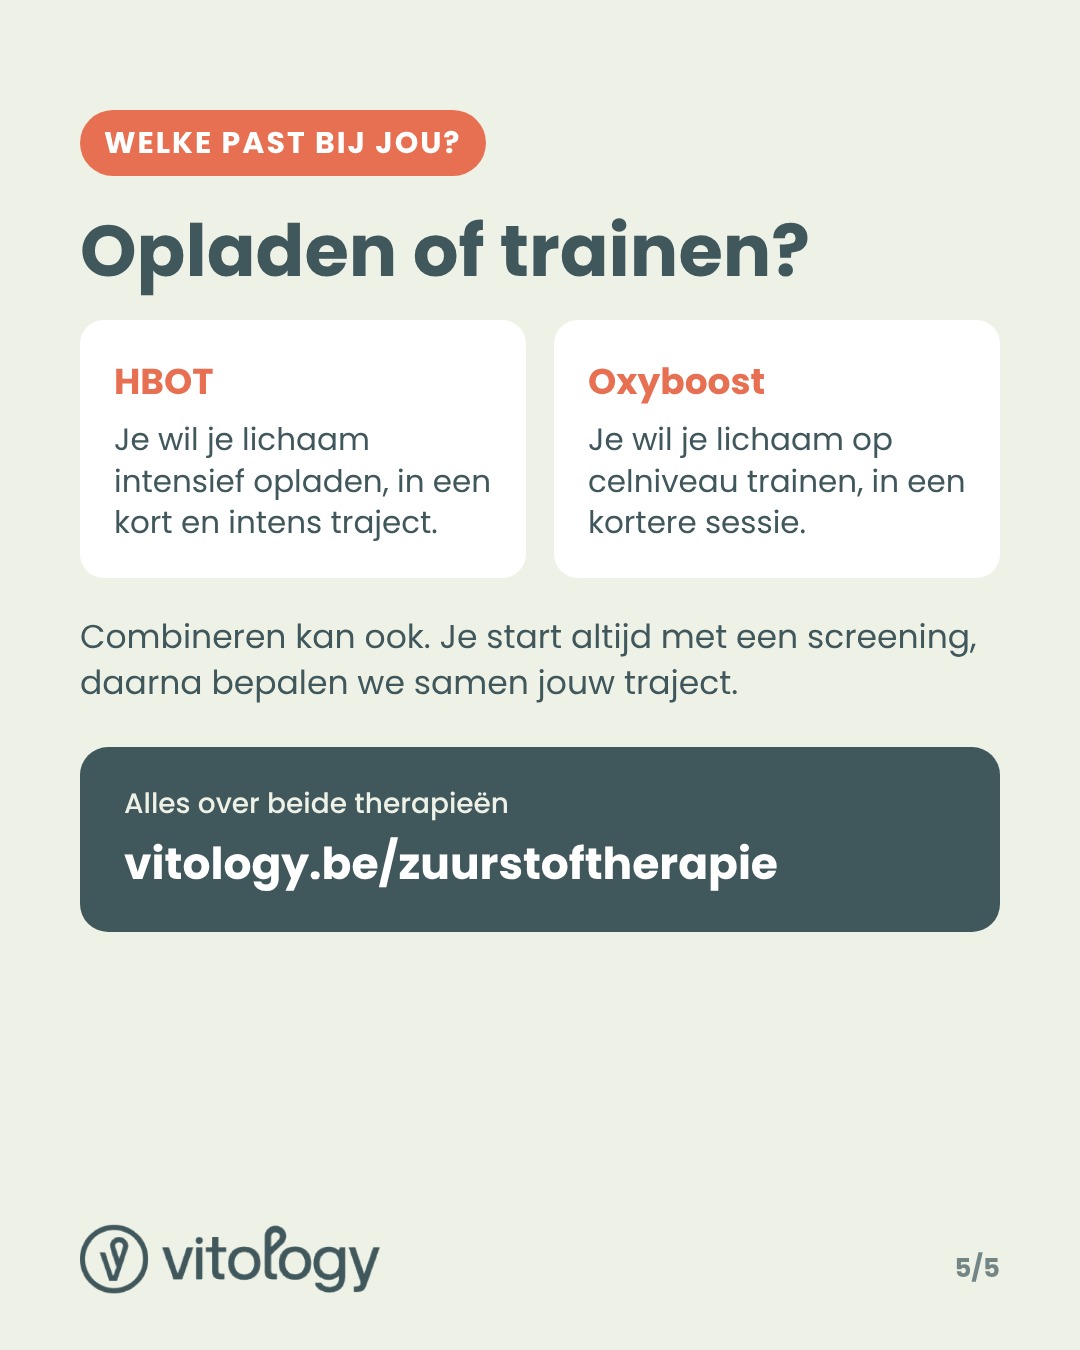 WELKE PAST BIJ JOU?
Opladen of trainen?
HBOT
Je wil je lichaam
intensief opladen, in een
kort en intens traject.
Oxyboost
Je wil je lichaam op
celniveau trainen, in een
kortere sessie.
Combineren kan ook. Je start altijd met een screening,
daarna bepalen we samen jouw traject.
Alles over beide therapieën
vitology.be/zuurstoftherapie
vitology
5/5